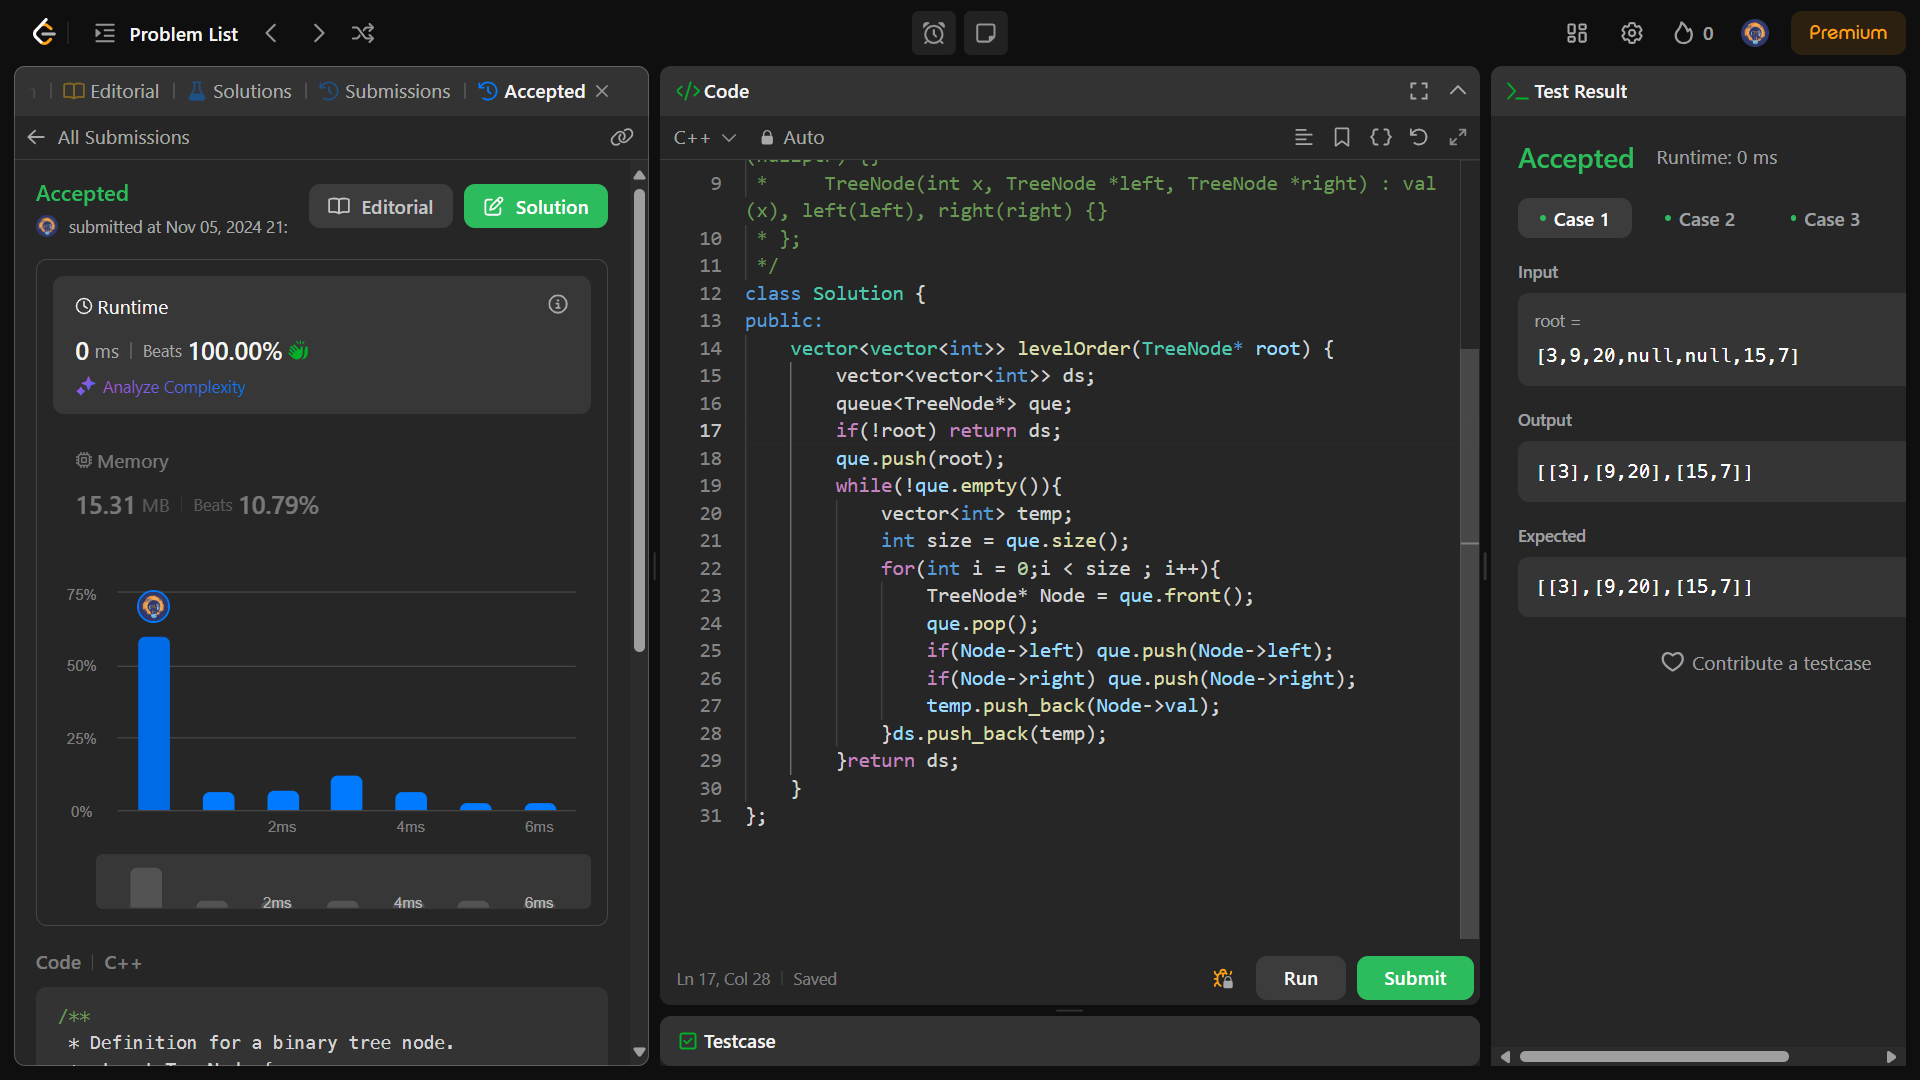 Problem List
0
Premium
Editorial
Solutions
Submissions
Accepted
All Submissions
Accepted
submitted at Nov 05, 2024 21:
Editorial
Solution
Runtime
0 ms
Beats 100.00%
Analyze Complexity
Memory
15.31 MB
Beats 10.79%
75%
50%
25%
0%
2ms
4ms
6ms
2ms
4ms
6ms
Code
C++
/**
* Definition for a binary tree node.
Code
C++
Auto
9 * TreeNode(int x, TreeNode *left, TreeNode *right) : val
(x), left(left), right(right) {}
10 * };
11 */
12 class Solution {
13 public:
14 vector<vector<int>> levelOrder(TreeNode* root) {
15 vector<vector<int>> ds;
16 queue<TreeNode*> que;
17 if(!root) return ds;
18 que.push(root);
19 while(!que.empty()){
20 vector<int> temp;
21 int size = que.size();
22 for(int i = 0;i < size ; i++){
23 TreeNode* Node = que.front();
24 que.pop();
25 if(Node->left) que.push(Node->left);
26 if(Node->right) que.push(Node->right);
27 temp.push_back(Node->val);
28 }ds.push_back(temp);
29 }return ds;
30 }
31 };
Ln 17, Col 28
Saved
Run
Submit
Testcase
Test Result
Accepted
Runtime: 0 ms
Case 1
Case 2
Case 3
Input
root =
[3,9,20,null,null,15,7]
Output
[[3],[9,20],[15,7]]
Expected
[[3],[9,20],[15,7]]
Contribute a testcase